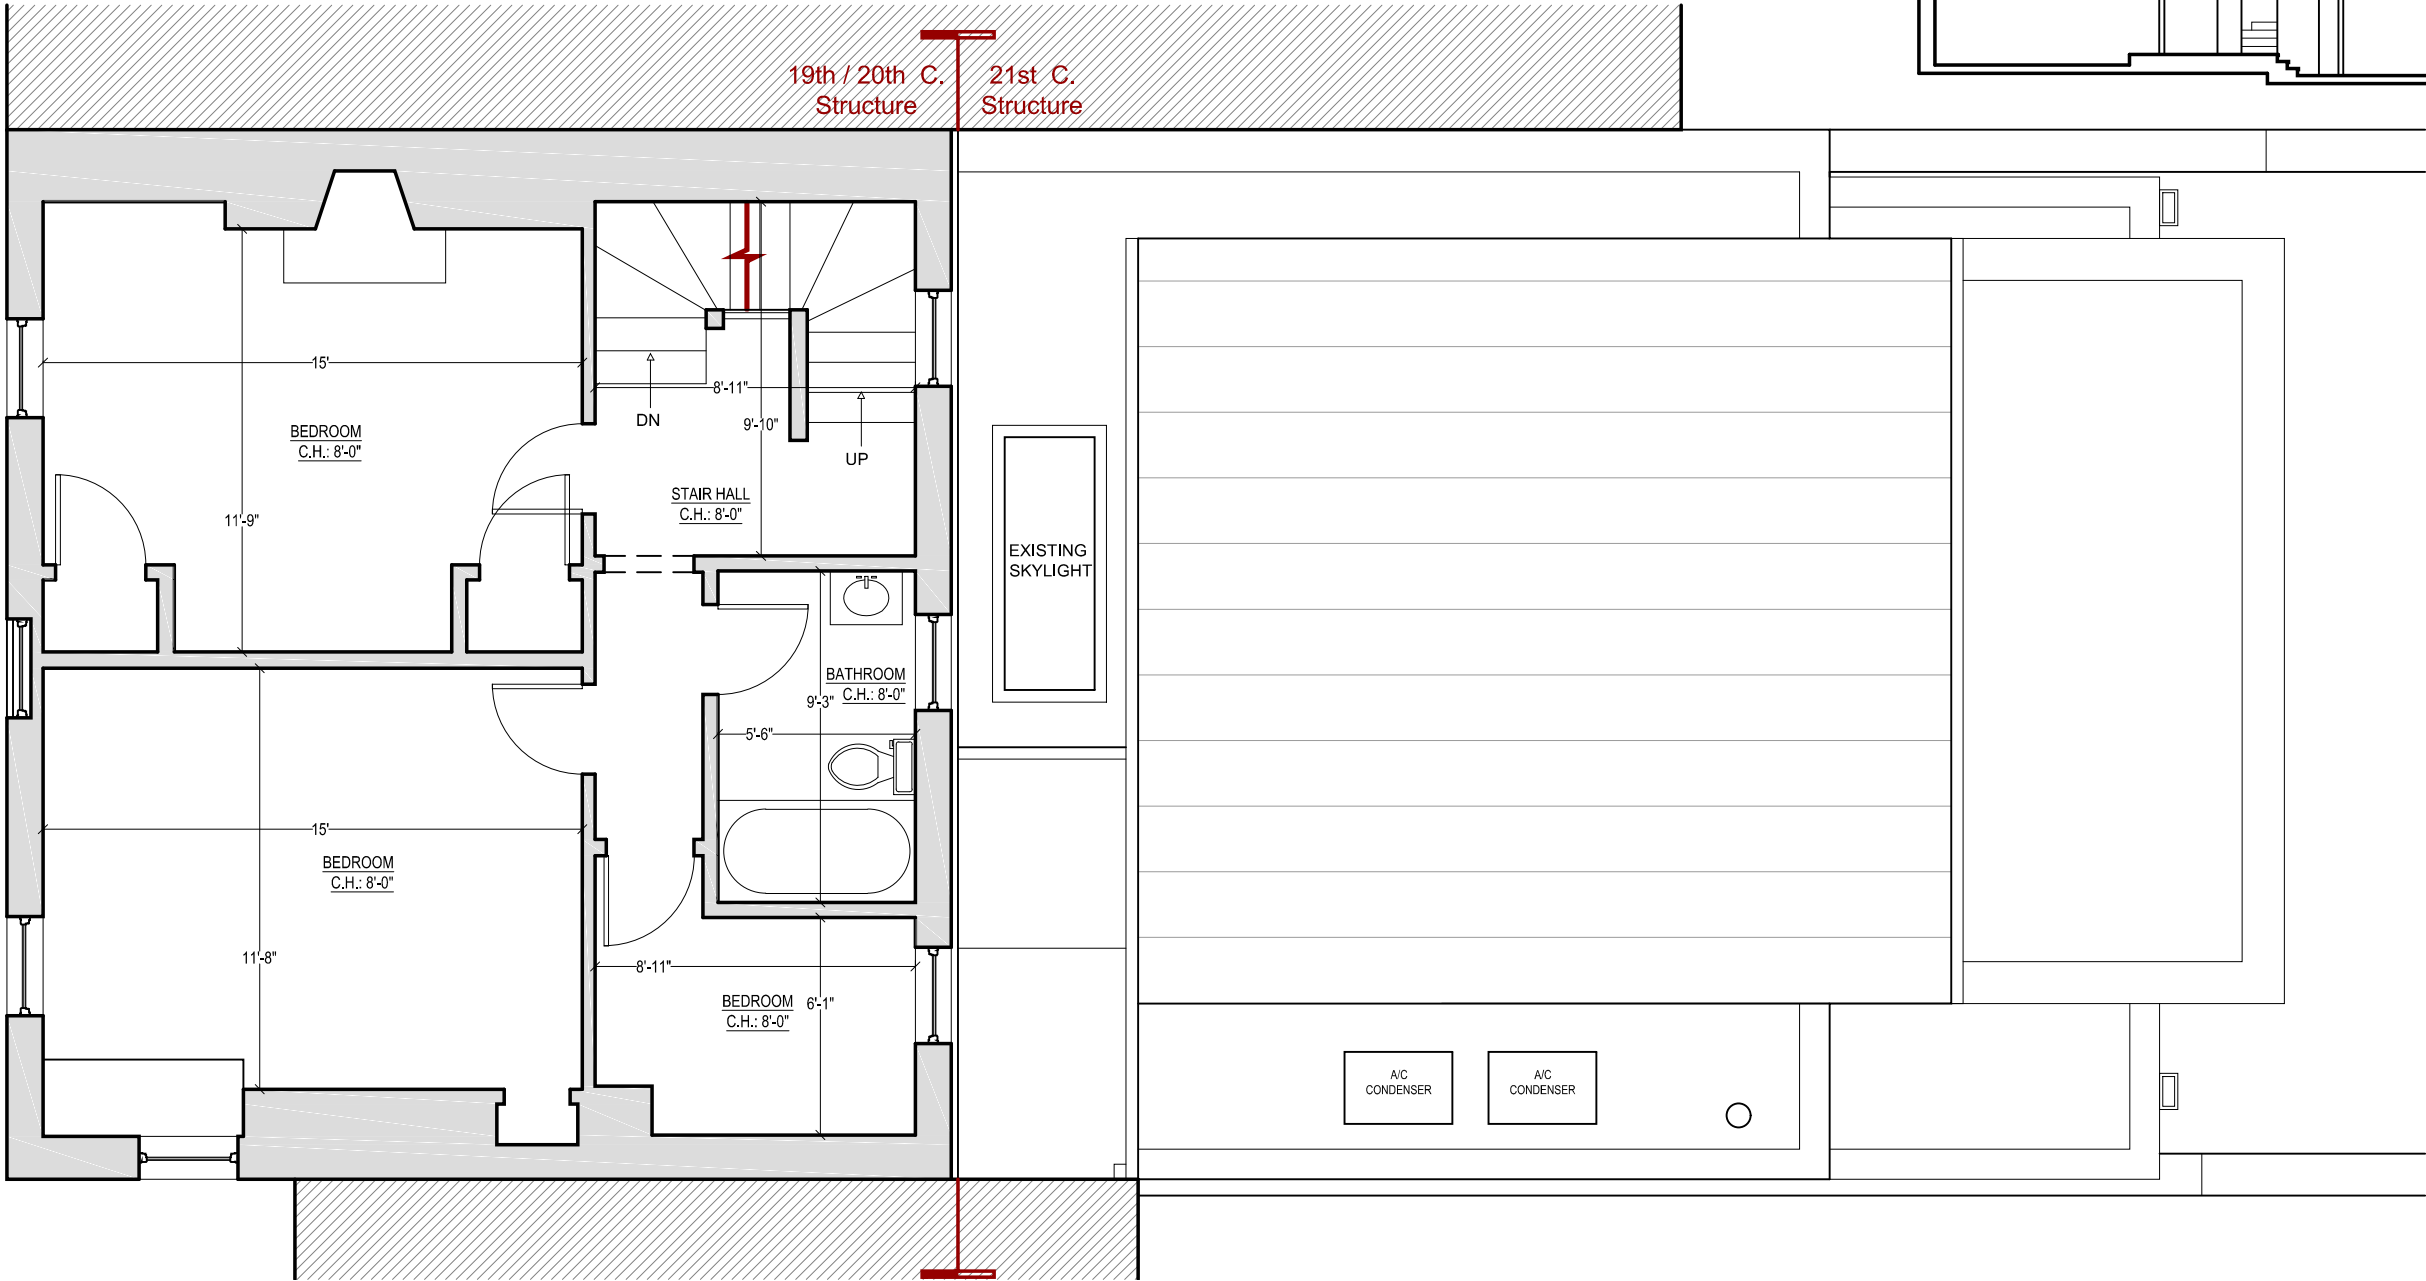 19th / 20th C.
Structure
21st C.
Structure
15'
BEDROOM
C.H.: 8'-0"
11'-9"
8'-11"
DN
9'-10"
UP
STAIR HALL
C.H.: 8'-0"
EXISTING
SKYLIGHT
BATHROOM
C.H.: 8'-0"
9'-3"
5'-6"
15'
BEDROOM
C.H.: 8'-0"
11'-8"
8'-11"
BEDROOM
C.H.: 8'-0"
6'-1"
A/C
CONDENSER
A/C
CONDENSER